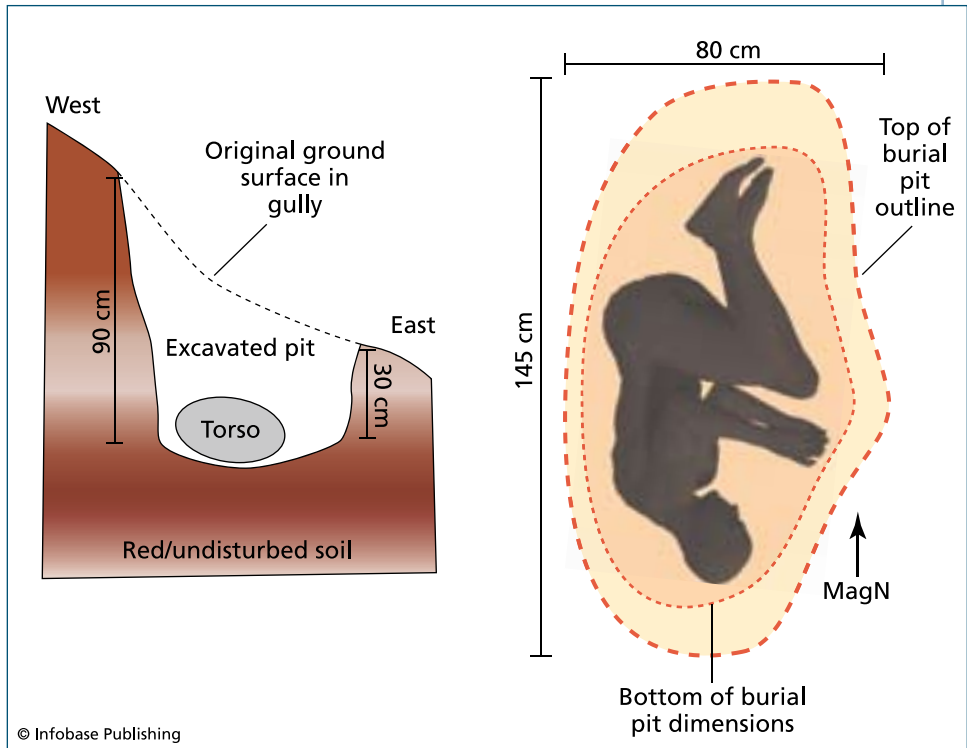 West
Original ground
surface in
gully
90 cm
Excavated pit
East
30 cm
Torso
Red/undisturbed soil
80 cm
145 cm
Top of
burial
pit
outline
MagN
Bottom of burial
pit dimensions
© Infobase Publishing